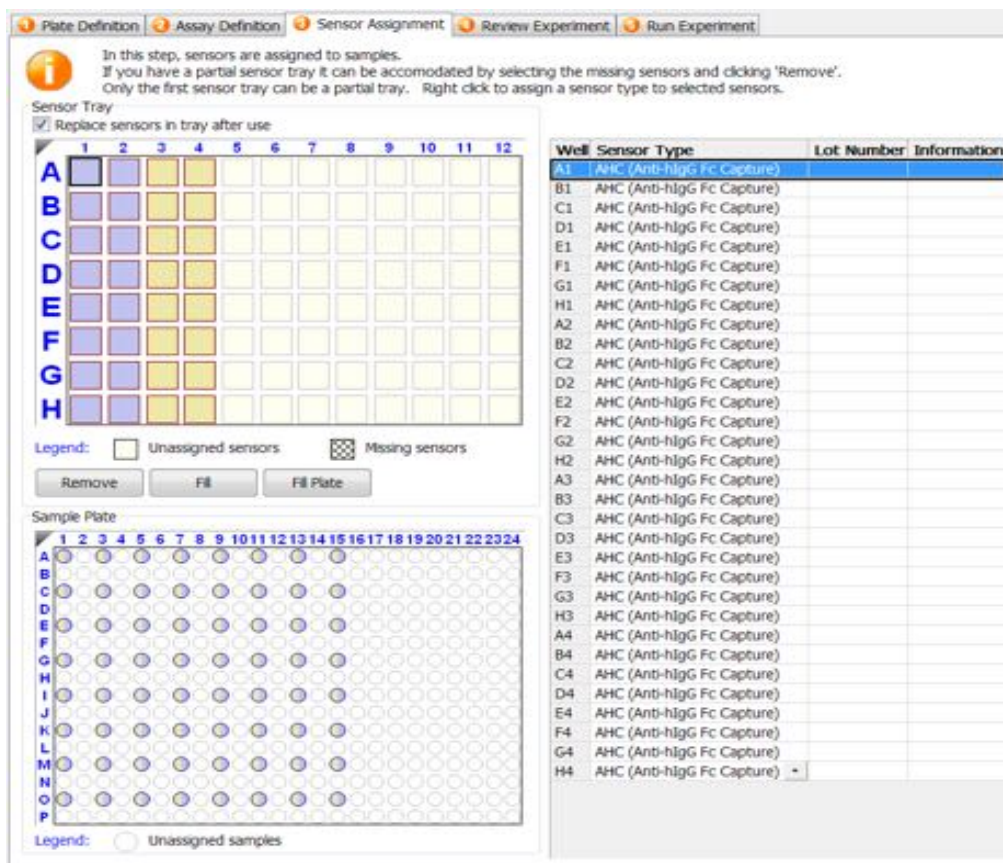 Plate Definition Assay Definition Sensor Assignment Review Experiment Run Experiment
In this step, sensors are assigned to samples.
If you have a partial sensor tray it can be accomodated by selecting the missing sensors and clicking 'Remove'.
Only the first sensor tray can be a partial tray. Right click to assign a sensor type to selected sensors.
Sensor Tray
Replace sensors in tray after use
1 2 3 4 5 6 7 8 9 10 11 12
A
B
C
D
E
F
G
H
Legend: Unassigned sensors Missing sensors
Remove Fill Fill Plate
Sample Plate
1 2 3 4 5 6 7 8 9 10 11 12 13 14 15 16 17 18 19 20 21 22 23 24
A
B
C
D
E
F
G
H
I
J
K
L
M
N
O
P
Legend: Unassigned samples
Well Sensor Type Lot Number Information
A1 AHC (Anti-hIgG Fc Capture)
B1 AHC (Anti-hIgG Fc Capture)
C1 AHC (Anti-hIgG Fc Capture)
D1 AHC (Anti-hIgG Fc Capture)
E1 AHC (Anti-hIgG Fc Capture)
F1 AHC (Anti-hIgG Fc Capture)
G1 AHC (Anti-hIgG Fc Capture)
H1 AHC (Anti-hIgG Fc Capture)
A2 AHC (Anti-hIgG Fc Capture)
B2 AHC (Anti-hIgG Fc Capture)
C2 AHC (Anti-hIgG Fc Capture)
D2 AHC (Anti-hIgG Fc Capture)
E2 AHC (Anti-hIgG Fc Capture)
F2 AHC (Anti-hIgG Fc Capture)
G2 AHC (Anti-hIgG Fc Capture)
H2 AHC (Anti-hIgG Fc Capture)
A3 AHC (Anti-hIgG Fc Capture)
B3 AHC (Anti-hIgG Fc Capture)
C3 AHC (Anti-hIgG Fc Capture)
D3 AHC (Anti-hIgG Fc Capture)
E3 AHC (Anti-hIgG Fc Capture)
F3 AHC (Anti-hIgG Fc Capture)
G3 AHC (Anti-hIgG Fc Capture)
H3 AHC (Anti-hIgG Fc Capture)
A4 AHC (Anti-hIgG Fc Capture)
B4 AHC (Anti-hIgG Fc Capture)
C4 AHC (Anti-hIgG Fc Capture)
D4 AHC (Anti-hIgG Fc Capture)
E4 AHC (Anti-hIgG Fc Capture)
F4 AHC (Anti-hIgG Fc Capture)
G4 AHC (Anti-hIgG Fc Capture)
H4 AHC (Anti-hIgG Fc Capture)